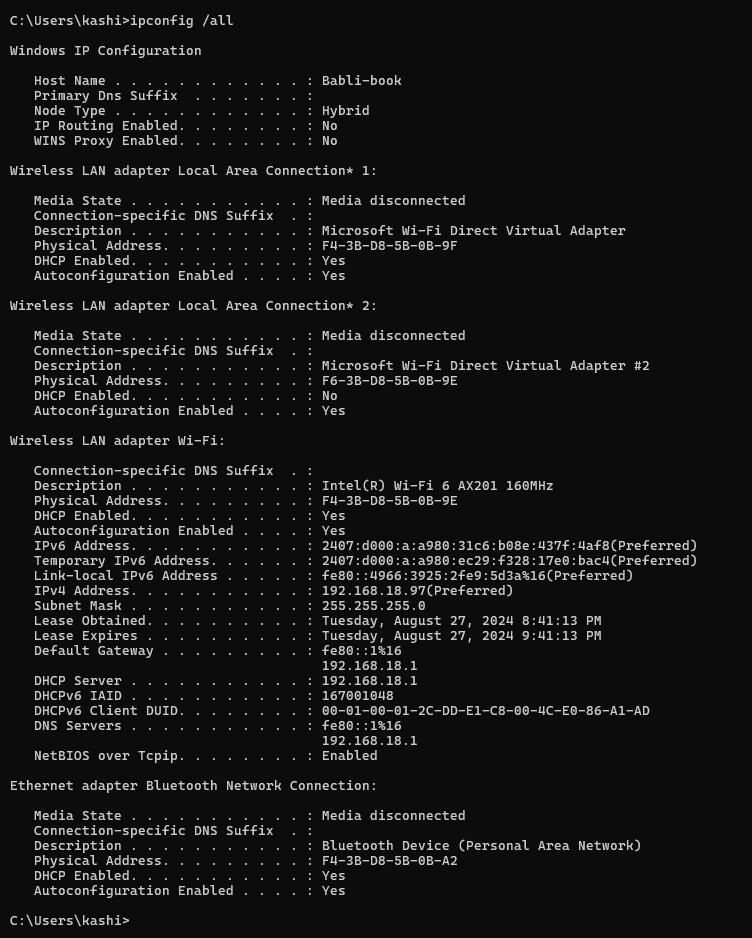 C:\Users\kashi>ipconfig /all
Windows IP Configuration
Host Name . . . . . . . . . . . . : Babli-book
Primary Dns Suffix  . . . . . . . :
Node Type . . . . . . . . . . . . : Hybrid
IP Routing Enabled. . . . . . . . : No
WINS Proxy Enabled. . . . . . . . : No
Wireless LAN adapter Local Area Connection* 1:
Media State . . . . . . . . . . . : Media disconnected
Connection-specific DNS Suffix  . :
Description . . . . . . . . . . . : Microsoft Wi-Fi Direct Virtual Adapter
Physical Address. . . . . . . . . : F4-3B-D8-5B-0B-9F
DHCP Enabled. . . . . . . . . . . : Yes
Autoconfiguration Enabled . . . . : Yes
Wireless LAN adapter Local Area Connection* 2:
Media State . . . . . . . . . . . : Media disconnected
Connection-specific DNS Suffix  . :
Description . . . . . . . . . . . : Microsoft Wi-Fi Direct Virtual Adapter #2
Physical Address. . . . . . . . . : F6-3B-D8-5B-0B-9E
DHCP Enabled. . . . . . . . . . . : No
Autoconfiguration Enabled . . . . : Yes
Wireless LAN adapter Wi-Fi:
Connection-specific DNS Suffix  . :
Description . . . . . . . . . . . : Intel(R) Wi-Fi 6 AX201 160MHz
Physical Address. . . . . . . . . : F4-3B-D8-5B-0B-9E
DHCP Enabled. . . . . . . . . . . : Yes
Autoconfiguration Enabled . . . . : Yes
IPv6 Address. . . . . . . . . . . : 2407:d000:a:a980:31c6:b08e:437f:4af8(Preferred)
Temporary IPv6 Address. . . . . . : 2407:d000:a:a980:ec29:f328:17e0:bac4(Preferred)
Link-local IPv6 Address . . . . . : fe80::4966:3925:2fe9:5d3a%16(Preferred)
IPv4 Address. . . . . . . . . . . : 192.168.18.97(Preferred)
Subnet Mask . . . . . . . . . . . : 255.255.255.0
Lease Obtained. . . . . . . . . . : Tuesday, August 27, 2024 8:41:13 PM
Lease Expires . . . . . . . . . . : Tuesday, August 27, 2024 9:41:13 PM
Default Gateway . . . . . . . . . : fe80::1%16
192.168.18.1
DHCP Server . . . . . . . . . . . : 192.168.18.1
DHCPv6 IAID . . . . . . . . . . . : 167001048
DHCPv6 Client DUID. . . . . . . . : 00-01-00-01-2C-DD-E1-C8-00-4C-E0-86-A1-AD
DNS Servers . . . . . . . . . . . : fe80::1%16
192.168.18.1
NetBIOS over Tcpip. . . . . . . . : Enabled
Ethernet adapter Bluetooth Network Connection:
Media State . . . . . . . . . . . : Media disconnected
Connection-specific DNS Suffix  . :
Description . . . . . . . . . . . : Bluetooth Device (Personal Area Network)
Physical Address. . . . . . . . . : F4-3B-D8-5B-0B-A2
DHCP Enabled. . . . . . . . . . . : Yes
Autoconfiguration Enabled . . . . : Yes
C:\Users\kashi>